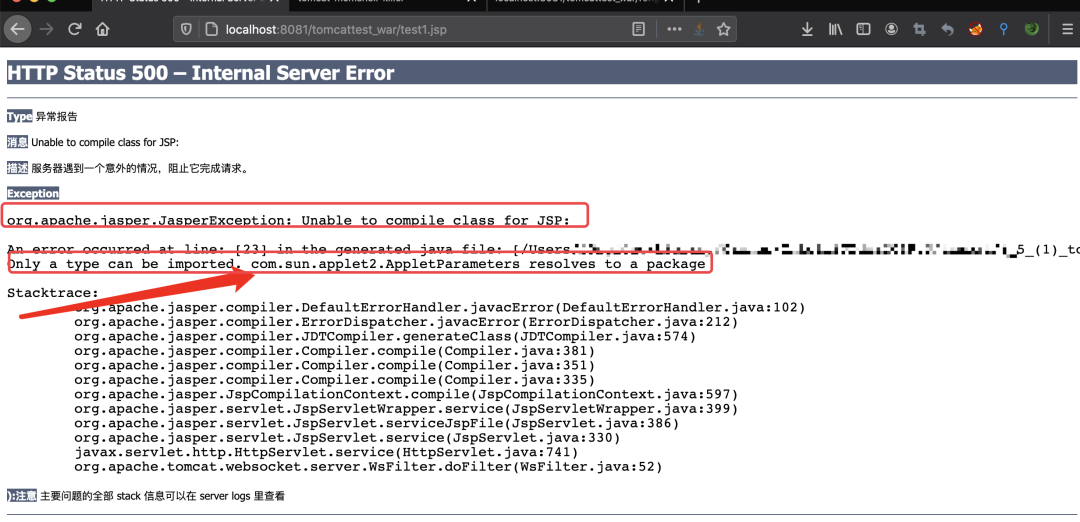 localhost:8081/tomcattest_war/test1.jsp
HTTP Status 500 – Internal Server Error
Type 异常报告
消息 Unable to compile class for JSP:
描述 服务器遇到一个意外的情况，阻止它完成请求。
Exception
org.apache.jasper.JasperException: Unable to compile class for JSP:
An error occurred at line: [23] in the generated java file: [/Users 5_(1)_to
Only a type can be imported. com.sun.applet2.AppletParameters resolves to a package
Stacktrace:
org.apache.jasper.compiler.DefaultErrorHandler.javacError(DefaultErrorHandler.java:102)
org.apache.jasper.compiler.ErrorDispatcher.javacError(ErrorDispatcher.java:212)
org.apache.jasper.compiler.JDTCompiler.generateClass(JDTCompiler.java:574)
org.apache.jasper.compiler.Compiler.compile(Compiler.java:381)
org.apache.jasper.compiler.Compiler.compile(Compiler.java:351)
org.apache.jasper.compiler.Compiler.compile(Compiler.java:335)
org.apache.jasper.JspCompilationContext.compile(JspCompilationContext.java:597)
org.apache.jasper.servlet.JspServletWrapper.service(JspServletWrapper.java:399)
org.apache.jasper.servlet.JspServlet.serviceJspFile(JspServlet.java:386)
org.apache.jasper.servlet.JspServlet.service(JspServlet.java:330)
javax.servlet.http.HttpServlet.service(HttpServlet.java:741)
org.apache.tomcat.websocket.server.WsFilter.doFilter(WsFilter.java:52)
):注意 主要问题的全部 stack 信息可以在 server logs 里查看